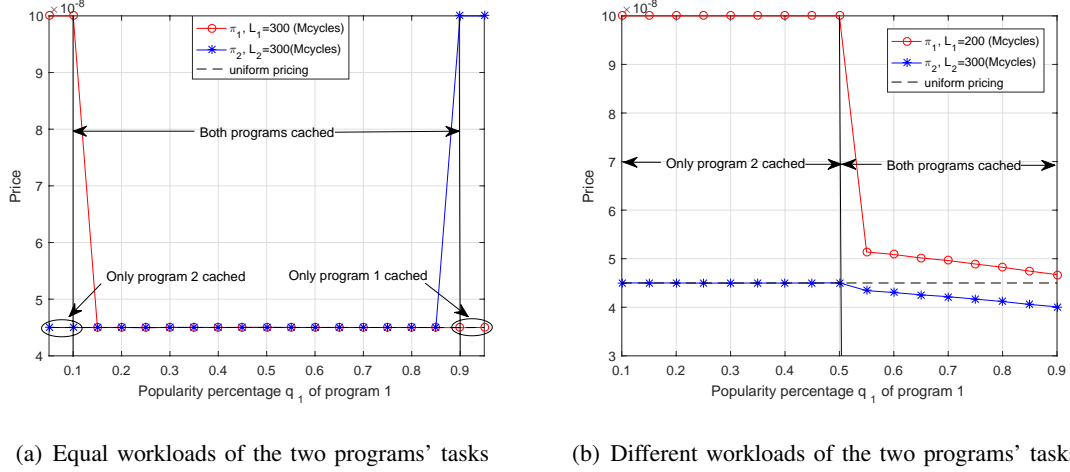 ×10⁻⁸
10
9
8
7
6
5
4
Price
π₁, L₁=300 (Mcycles)
π₂, L₂=300(Mcycles)
uniform pricing
Both programs cached
Only program 2 cached
Only program 1 cached
0.1 0.2 0.3 0.4 0.5 0.6 0.7 0.8 0.9
Popularity percentage q ₁ of program 1
(a) Equal workloads of the two programs' tasks
×10⁻⁸
10
9
8
7
6
5
4
3
Price
π₁, L₁=200 (Mcycles)
π₂, L₂=300(Mcycles)
uniform pricing
Only program 2 cached
Both programs cached
0.1 0.2 0.3 0.4 0.5 0.6 0.7 0.8 0.9
Popularity percentage q ₁ of program 1
(b) Different workloads of the two programs' tasks